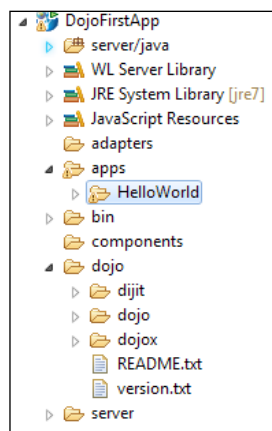 DojoFirstApp
server/java
WL Server Library
JRE System Library [jre7]
JavaScript Resources
adapters
apps
HelloWorld
bin
components
dojo
dijit
dojo
dojox
README.txt
version.txt
server